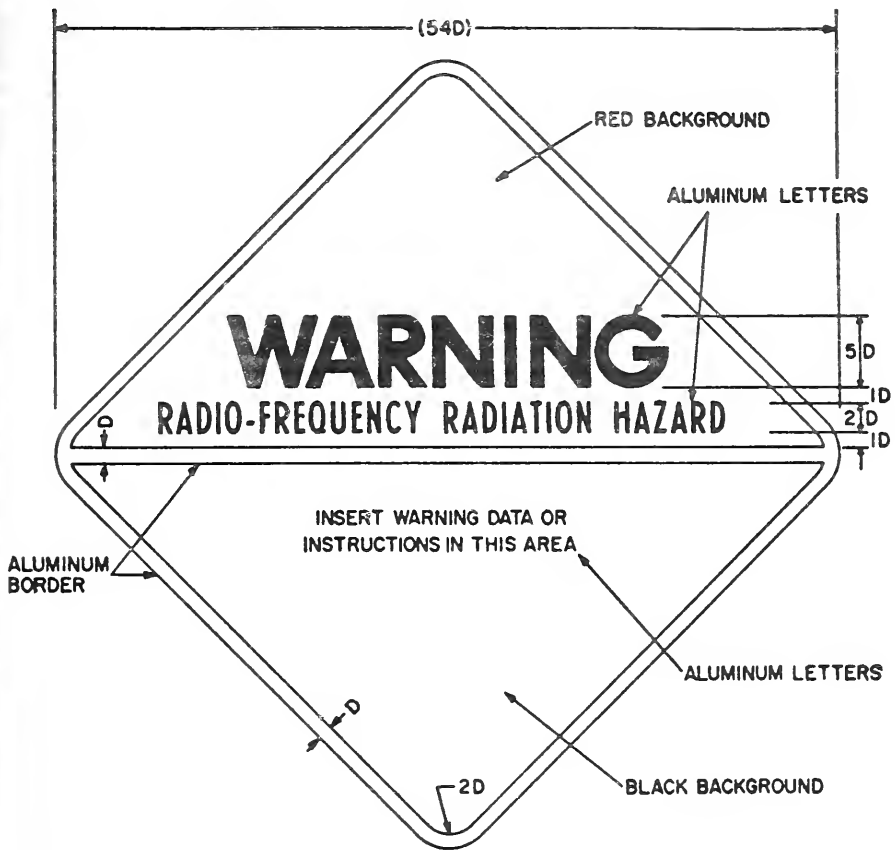 (54D)
RED BACKGROUND
ALUMINUM LETTERS
WARNING
5D
1D
RADIO-FREQUENCY RADIATION HAZARD
2D
1D
D
INSERT WARNING DATA OR
INSTRUCTIONS IN THIS AREA
ALUMINUM
BORDER
ALUMINUM LETTERS
D
2D
BLACK BACKGROUND